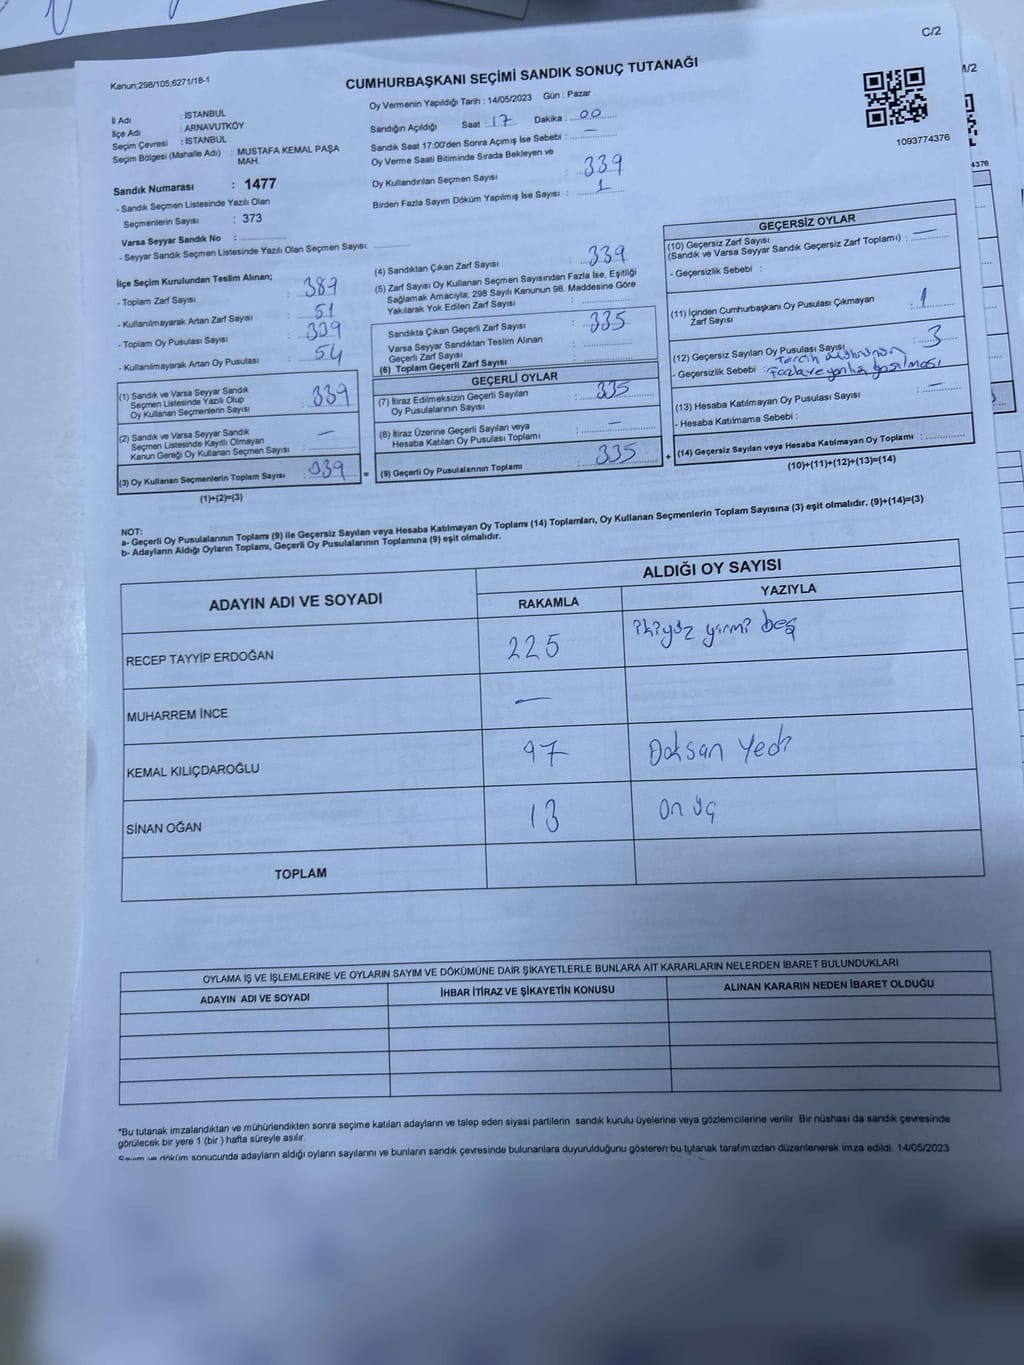 C/2
Kanun;298/105;6271/18-1
CUMHURBAŞKANI SEÇİMİ SANDIK SONUÇ TUTANAĞI
İl Adı : İSTANBUL
İlçe Adı : ARNAVUTKÖY
Seçim Çevresi : İSTANBUL
Seçim Bölgesi (Mahalle Adı) : MUSTAFA KEMAL PAŞA
MAH.
Sandık Numarası : 1477
- Sandık Seçmen Listesinde Yazılı Olan
Seçmenlerin Sayısı : 373
Varsa Seyyar Sandık No :
- Seyyar Sandık Seçmen Listesinde Yazılı Olan Seçmen Sayısı:
Oy Vermenin Yapıldığı Tarih : 14/05/2023 Gün : Pazar
Sandığın Açıldığı Saat : 17 Dakika : 00
Sandık Saat 17:00'den Sonra Açımış İse Sebebi : —
Oy Verme Saati Bitiminde Sırada Bekleyen ve
Oy Kullandırılan Seçmen Sayısı : 339
Birden Fazla Sayım Döküm Yapılmış İse Sayısı : 1
1093774376
M/2
4376
İlçe Seçim Kurulundan Teslim Alınan;
- Toplam Zarf Sayısı : 389
- Kullanılmayarak Artan Zarf Sayısı : 51
- Toplam Oy Pusulası Sayısı : 339
- Kullanılmayarak Artan Oy Pusulası : 54
(1) Sandık ve Varsa Seyyar Sandık
Seçmen Listesinde Yazılı Olup
Oy Kullanan Seçmenlerin Sayısı : 339
(2) Sandık ve Varsa Seyyar Sandık
Seçmen Listesinde Kayıtlı Olmayan
Kanun Gereği Oy Kullanan Seçmen Sayısı : —
(3) Oy Kullanan Seçmenlerin Toplam Sayısı : 339 =
(1)+(2)=(3)
(4) Sandıktan Çıkan Zarf Sayısı : 339
(5) Zarf Sayısı Oy Kullanan Seçmen Sayısından Fazla İse, Eşitliği
Sağlamak Amacıyla; 298 Sayılı Kanunun 98. Maddesine Göre
Yakılarak Yok Edilen Zarf Sayısı :
Sandıkta Çıkan Geçerli Zarf Sayısı : 335
Varsa Seyyar Sandıktan Teslim Alınan
Geçerli Zarf Sayısı :
(6) Toplam Geçerli Zarf Sayısı :
GEÇERLİ OYLAR
(7) İtiraz Edilmeksizin Geçerli Sayılan
Oy Pusulalarının Sayısı : 335
(8) İtiraz Üzerine Geçerli Sayılan veya
Hesaba Katılan Oy Pusulası Toplamı : —
(9) Geçerli Oy Pusulalarının Toplamı : 335 +
GEÇERSİZ OYLAR
(10) Geçersiz Zarf Sayısı
(Sandık ve Varsa Seyyar Sandık Geçersiz Zarf Toplamı) : —
- Geçersizlik Sebebi :
(11) İçinden Cumhurbaşkanı Oy Pusulası Çıkmayan
Zarf Sayısı : 1
(12) Geçersiz Sayılan Oy Pusulası Sayısı : 3
- Geçersizlik Sebebi : Tercih mührünün
fazla ve yanlış basılması
(13) Hesaba Katılmayan Oy Pusulası Sayısı : —
- Hesaba Katılmama Sebebi :
(14) Geçersiz Sayılan veya Hesaba Katılmayan Oy Toplamı :
(10)+(11)+(12)+(13)=(14)
NOT:
a- Geçerli Oy Pusulalarının Toplamı (9) ile Geçersiz Sayılan veya Hesaba Katılmayan Oy Toplamı (14) Toplamları, Oy Kullanan Seçmenlerin Toplam Sayısına (3) eşit olmalıdır. (9)+(14)=(3)
b- Adayların Aldığı Oyların Toplamı, Geçerli Oy Pusulalarının Toplamına (9) eşit olmalıdır.
ADAYIN ADI VE SOYADI
ALDIĞI OY SAYISI
RAKAMLA YAZIYLA
RECEP TAYYİP ERDOĞAN 225 ikiyüz yirmi beş
MUHARREM İNCE —
KEMAL KILIÇDAROĞLU 97 Doksan Yedi
SİNAN OĞAN 13 on üç
TOPLAM
OYLAMA İŞ VE İŞLEMLERİNE VE OYLARIN SAYIM VE DÖKÜMÜNE DAİR ŞİKAYETLERLE BUNLARA AİT KARARLARIN NELERDEN İBARET BULUNDUKLARI
ADAYIN ADI VE SOYADI İHBAR İTİRAZ VE ŞİKAYETİN KONUSU ALINAN KARARIN NEDEN İBARET OLDUĞU
*Bu tutanak imzalandıktan ve mühürlendikten sonra seçime katılan adayların ve talep eden siyasi partilerin sandık kurulu üyelerine veya gözlemcilerine verilir. Bir nüshası da sandık çevresinde
görülecek bir yere 1 (bir ) hafta süreyle asılır.
Sayım ve döküm sonucunda adayların aldığı oyların sayılarını ve bunların sandık çevresinde bulunanlara duyurulduğunu gösteren bu tutanak tarafımızdan düzenlenerek imza edildi. 14/05/2023